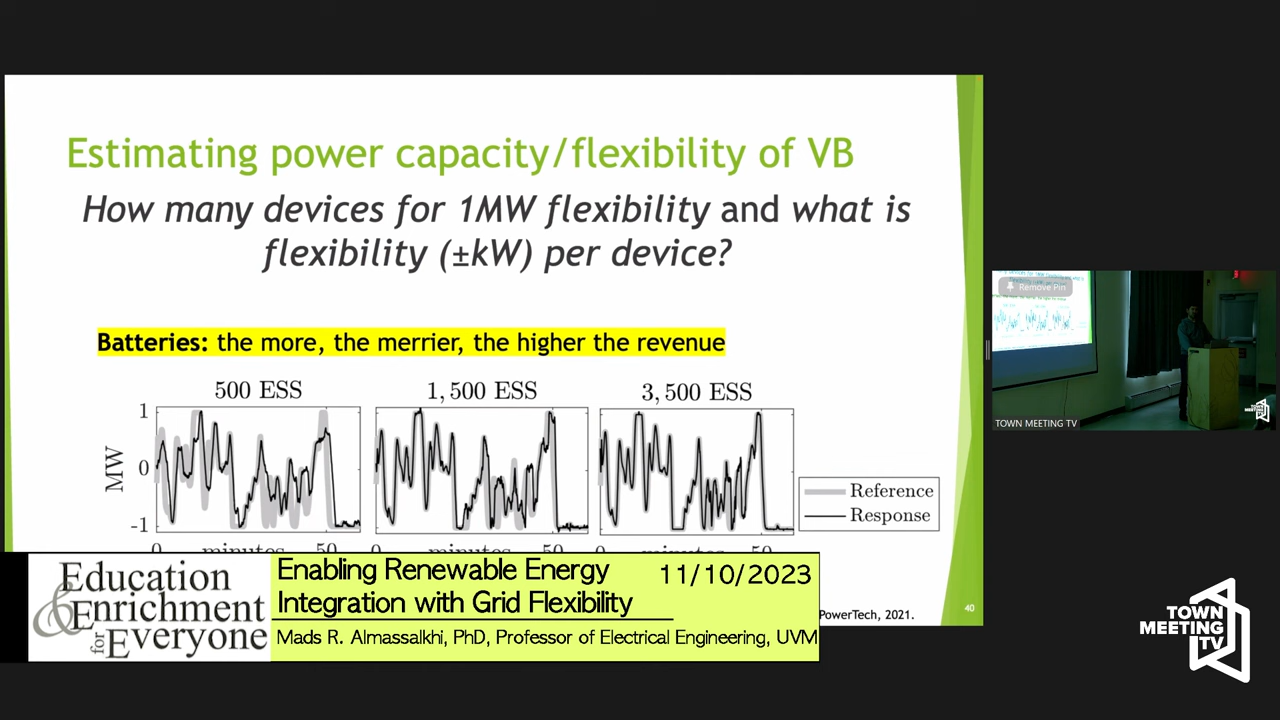 Estimating power capacity/flexibility of VB
How many devices for 1MW flexibility and what is
flexibility (±kW) per device?
Batteries: the more, the merrier, the higher the revenue
500 ESS
1,500 ESS
3,500 ESS
MW
1
0
-1
0 minutes 50
0 minutes 50
0 minutes 50
Reference
Response
PowerTech, 2021.
40
Education
& Enrichment
for Everyone
Enabling Renewable Energy
Integration with Grid Flexibility
11/10/2023
Mads R. Almassalkhi, PhD, Professor of Electrical Engineering, UVM
Remove Pin
TOWN MEETING TV
TOWN
MEETING
TV